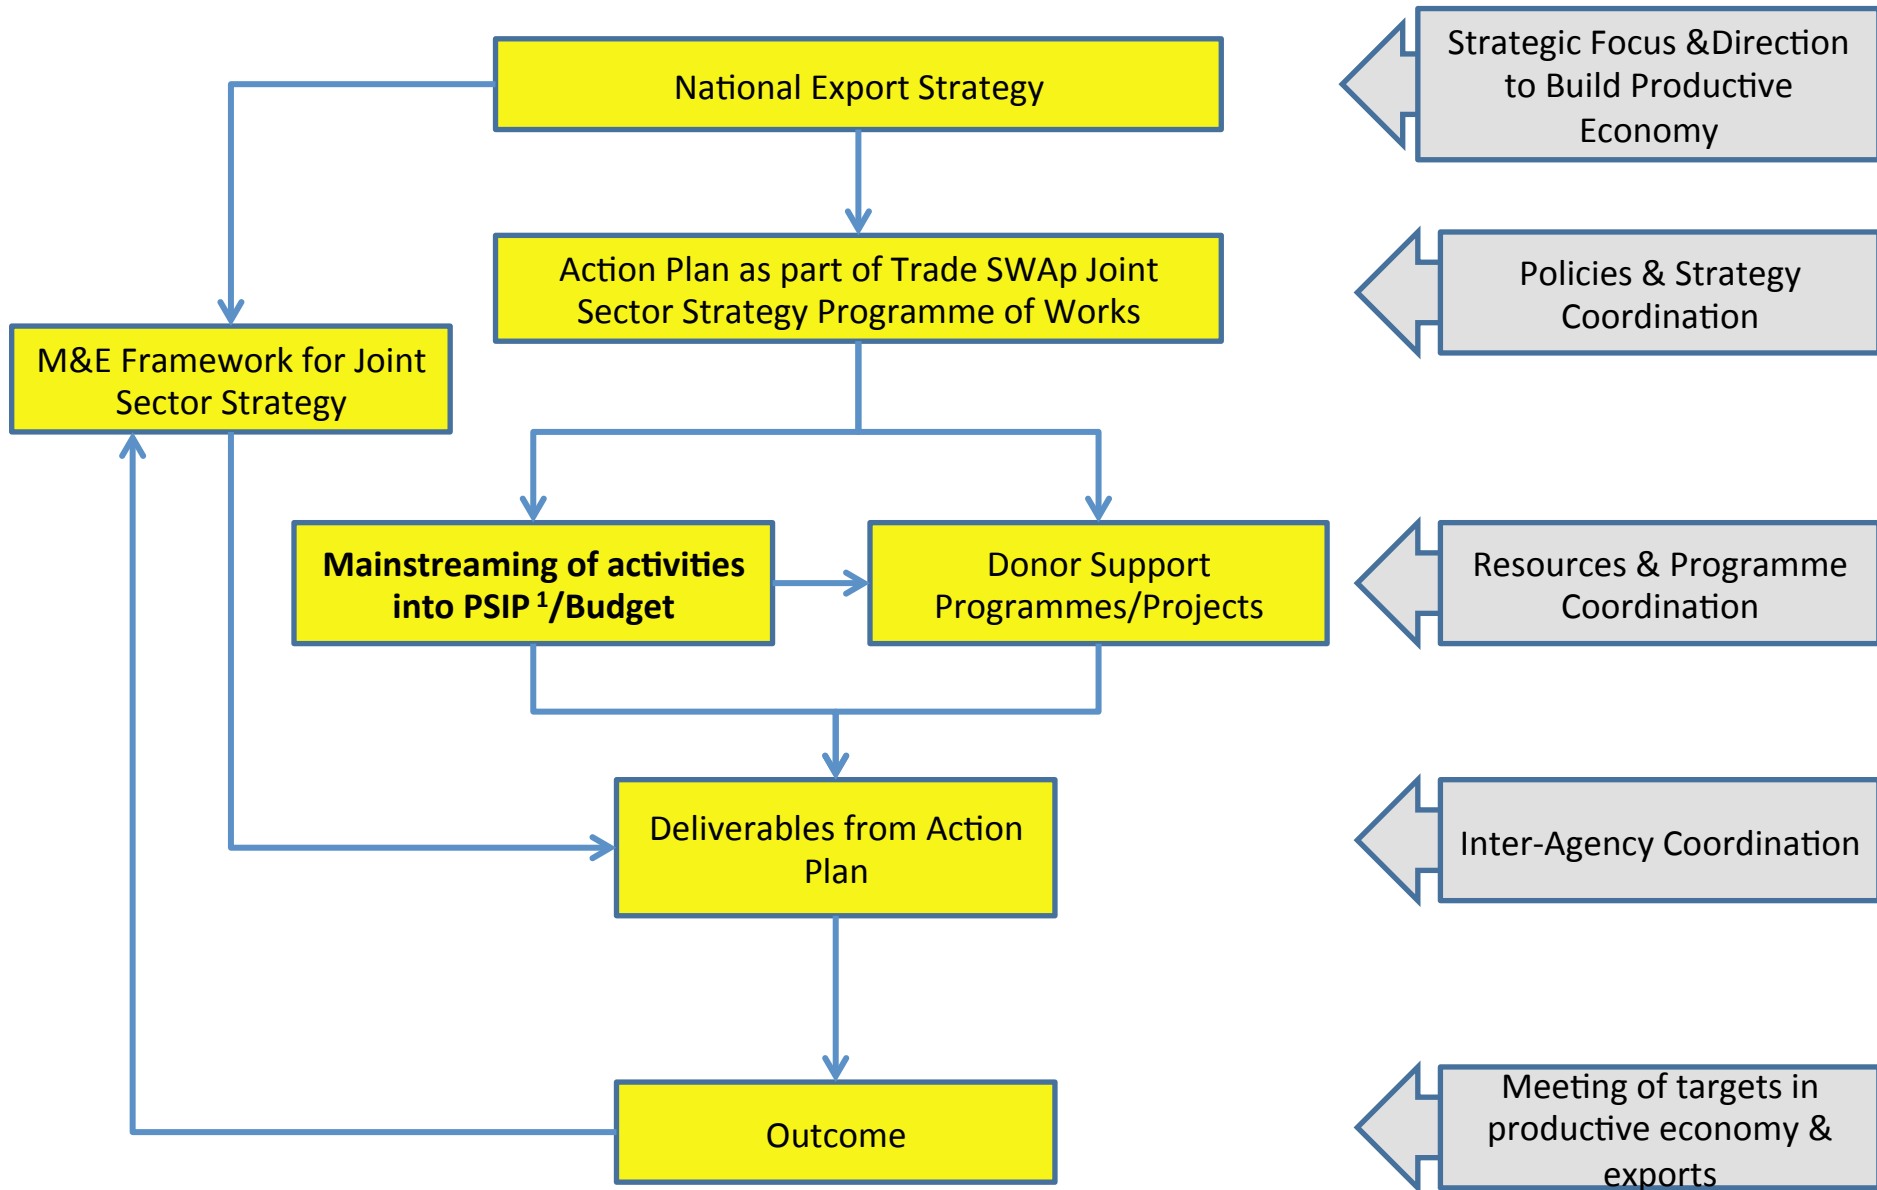 National Export Strategy
Strategic Focus &Direction
to Build Productive
Economy
Action Plan as part of Trade SWAp Joint
Sector Strategy Programme of Works
Policies & Strategy
Coordination
M&E Framework for Joint
Sector Strategy
Mainstreaming of activities
into PSIP ¹/Budget
Donor Support
Programmes/Projects
Resources & Programme
Coordination
Deliverables from Action
Plan
Inter-Agency Coordination
Outcome
Meeting of targets in
productive economy &
exports